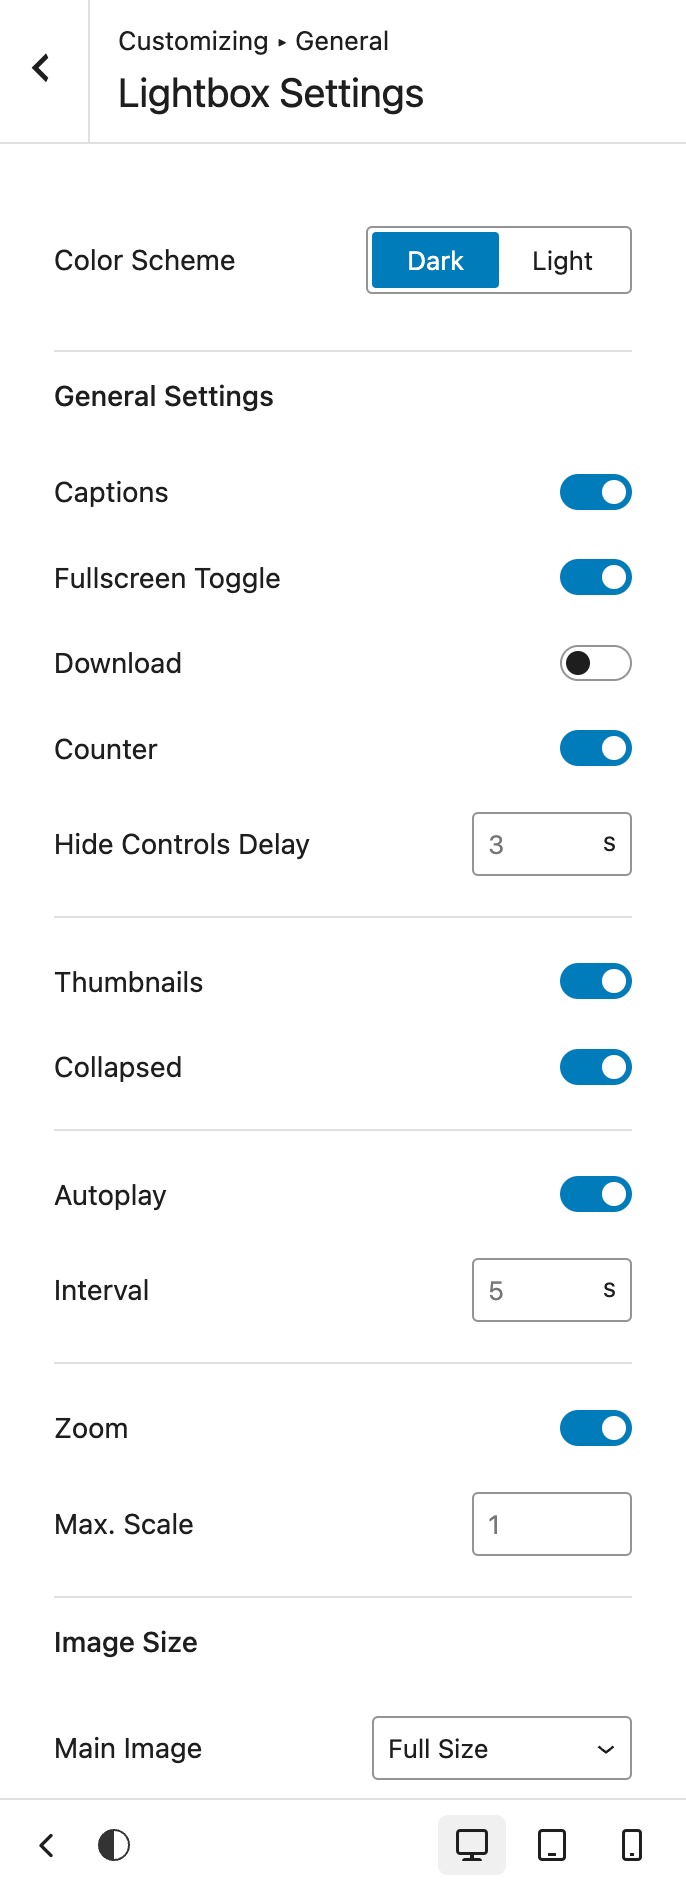 Customizing ▸ General
Lightbox Settings
Color Scheme Dark Light
General Settings
Captions
Fullscreen Toggle
Download
Counter
Hide Controls Delay 3 s
Thumbnails
Collapsed
Autoplay
Interval 5 s
Zoom
Max. Scale 1
Image Size
Main Image Full Size